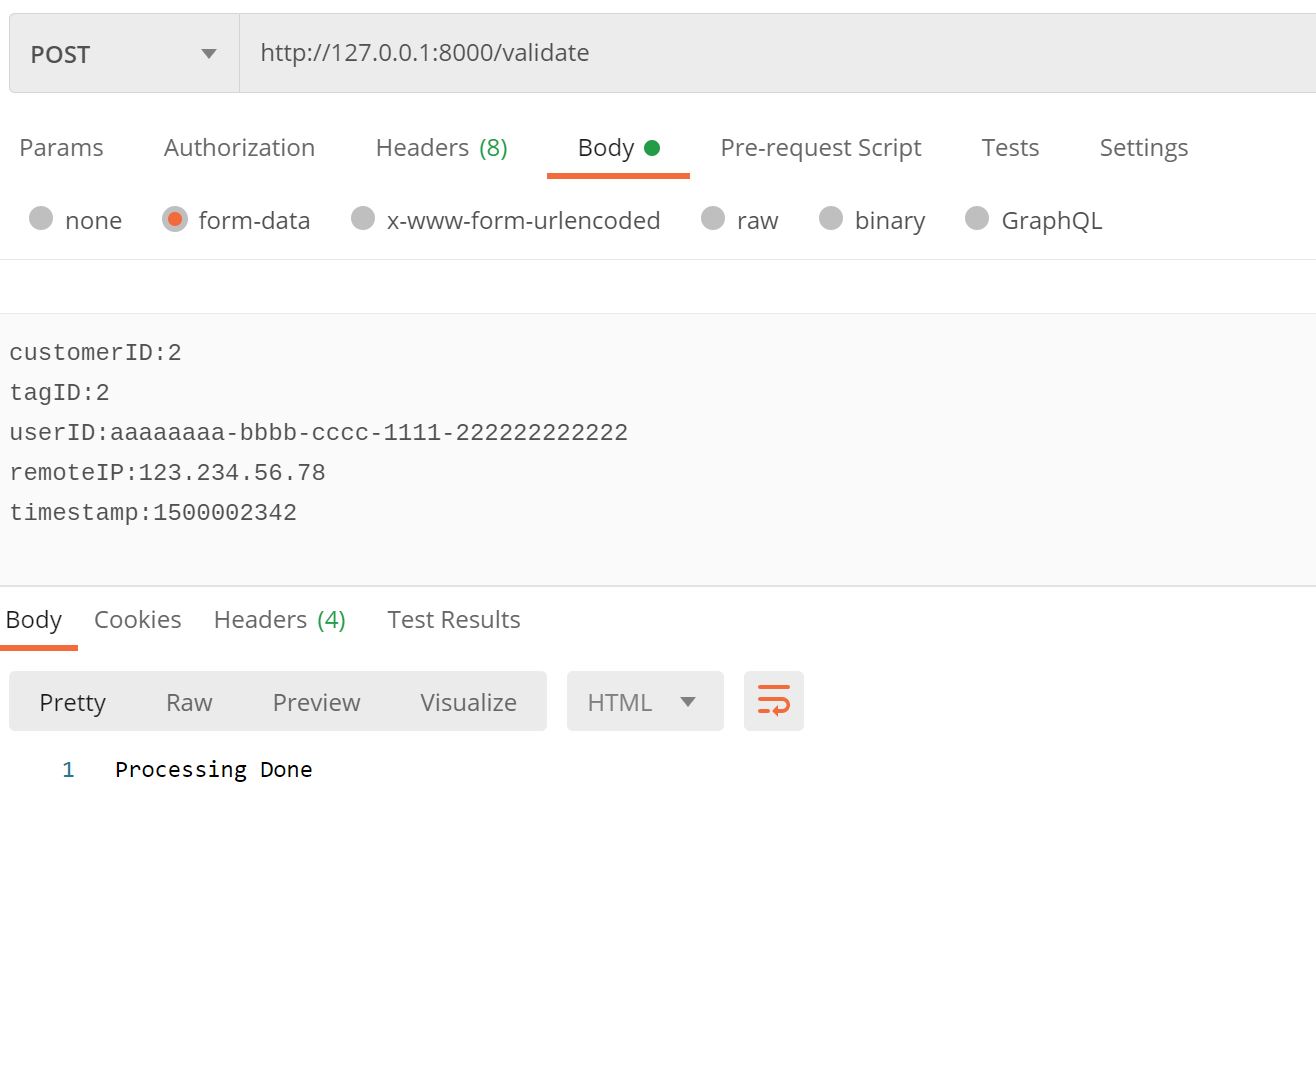 POST http://127.0.0.1:8000/validate
Params Authorization Headers (8) Body Pre-request Script Tests Settings
none form-data x-www-form-urlencoded raw binary GraphQL
customerID:2
tagID:2
userID:aaaaaaaa-bbbb-cccc-1111-222222222222
remoteIP:123.234.56.78
timestamp:1500002342
Body Cookies Headers (4) Test Results
Pretty Raw Preview Visualize HTML
1 Processing Done